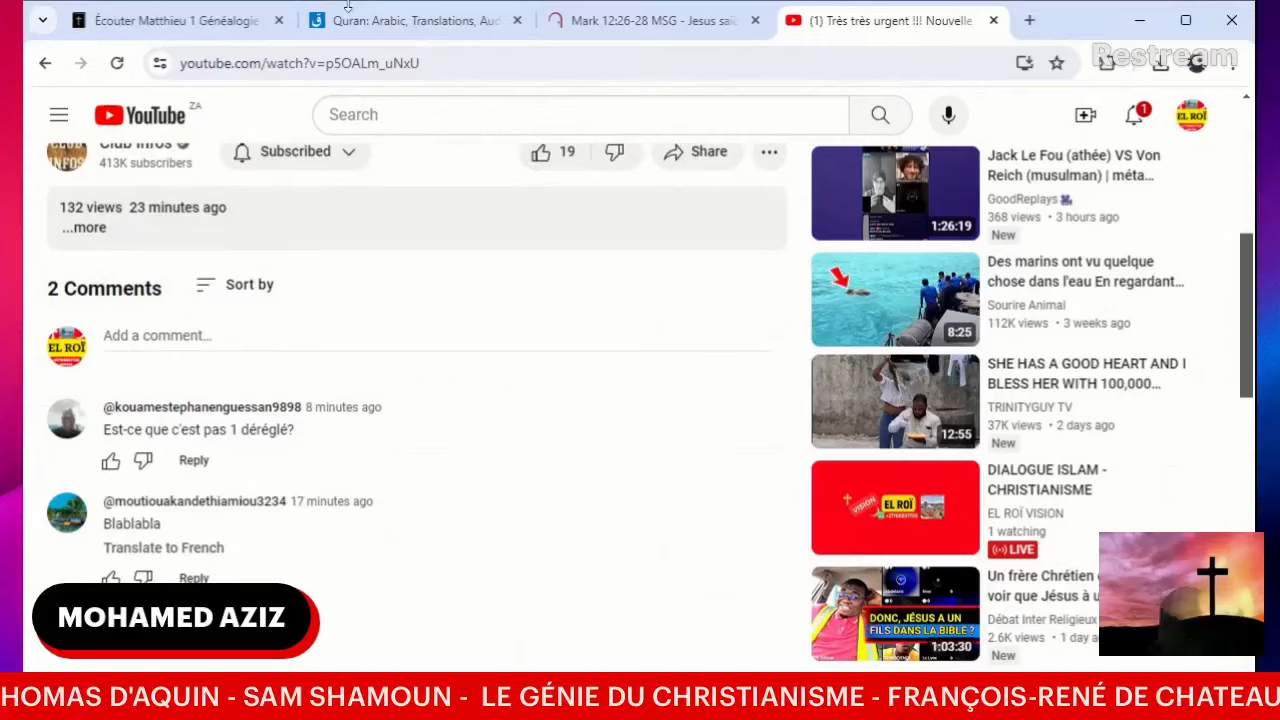 Écouter Matthieu 1 Généalogie
Quran: Arabic, Translations, Aud
Mark 12:26-28 MSG - Jesus said
(1) Très très urgent !!! Nouvelle
youtube.com/watch?v=p5OALm_uNxU
Restream
YouTube ZA
Search
1
EL ROÏ
Club Infos
413K subscribers
Subscribed
19
Share
132 views 23 minutes ago
...more
2 Comments
Sort by
EL ROÏ
Add a comment...
@kouamestephanenguessan9898 8 minutes ago
Est-ce que c'est pas 1 déréglé?
Reply
@moutiouakandethiamiou3234 17 minutes ago
Blablabla
Translate to French
Reply
1:26:19
Jack Le Fou (athée) VS Von
Reich (musulman) | méta...
GoodReplays
368 views • 3 hours ago
New
8:25
Des marins ont vu quelque
chose dans l'eau En regardant...
Sourire Animal
112K views • 3 weeks ago
12:55
SHE HAS A GOOD HEART AND I
BLESS HER WITH 100,000...
TRINITYGUY TV
37K views • 2 days ago
New
VISION
EL ROÏ
DIALOGUE ISLAM -
CHRISTIANISME
EL ROÏ VISION
1 watching
LIVE
DONC, JÉSUS A UN
FILS DANS LA BIBLE ?
1:03:30
Un frère Chrétien
voir que Jésus à
Débat Inter Religieux
2.6K views • 1 day
New
MOHAMED AZIZ
HOMAS D'AQUIN - SAM SHAMOUN - LE GÉNIE DU CHRISTIANISME - FRANÇOIS-RENÉ DE CHATEAU